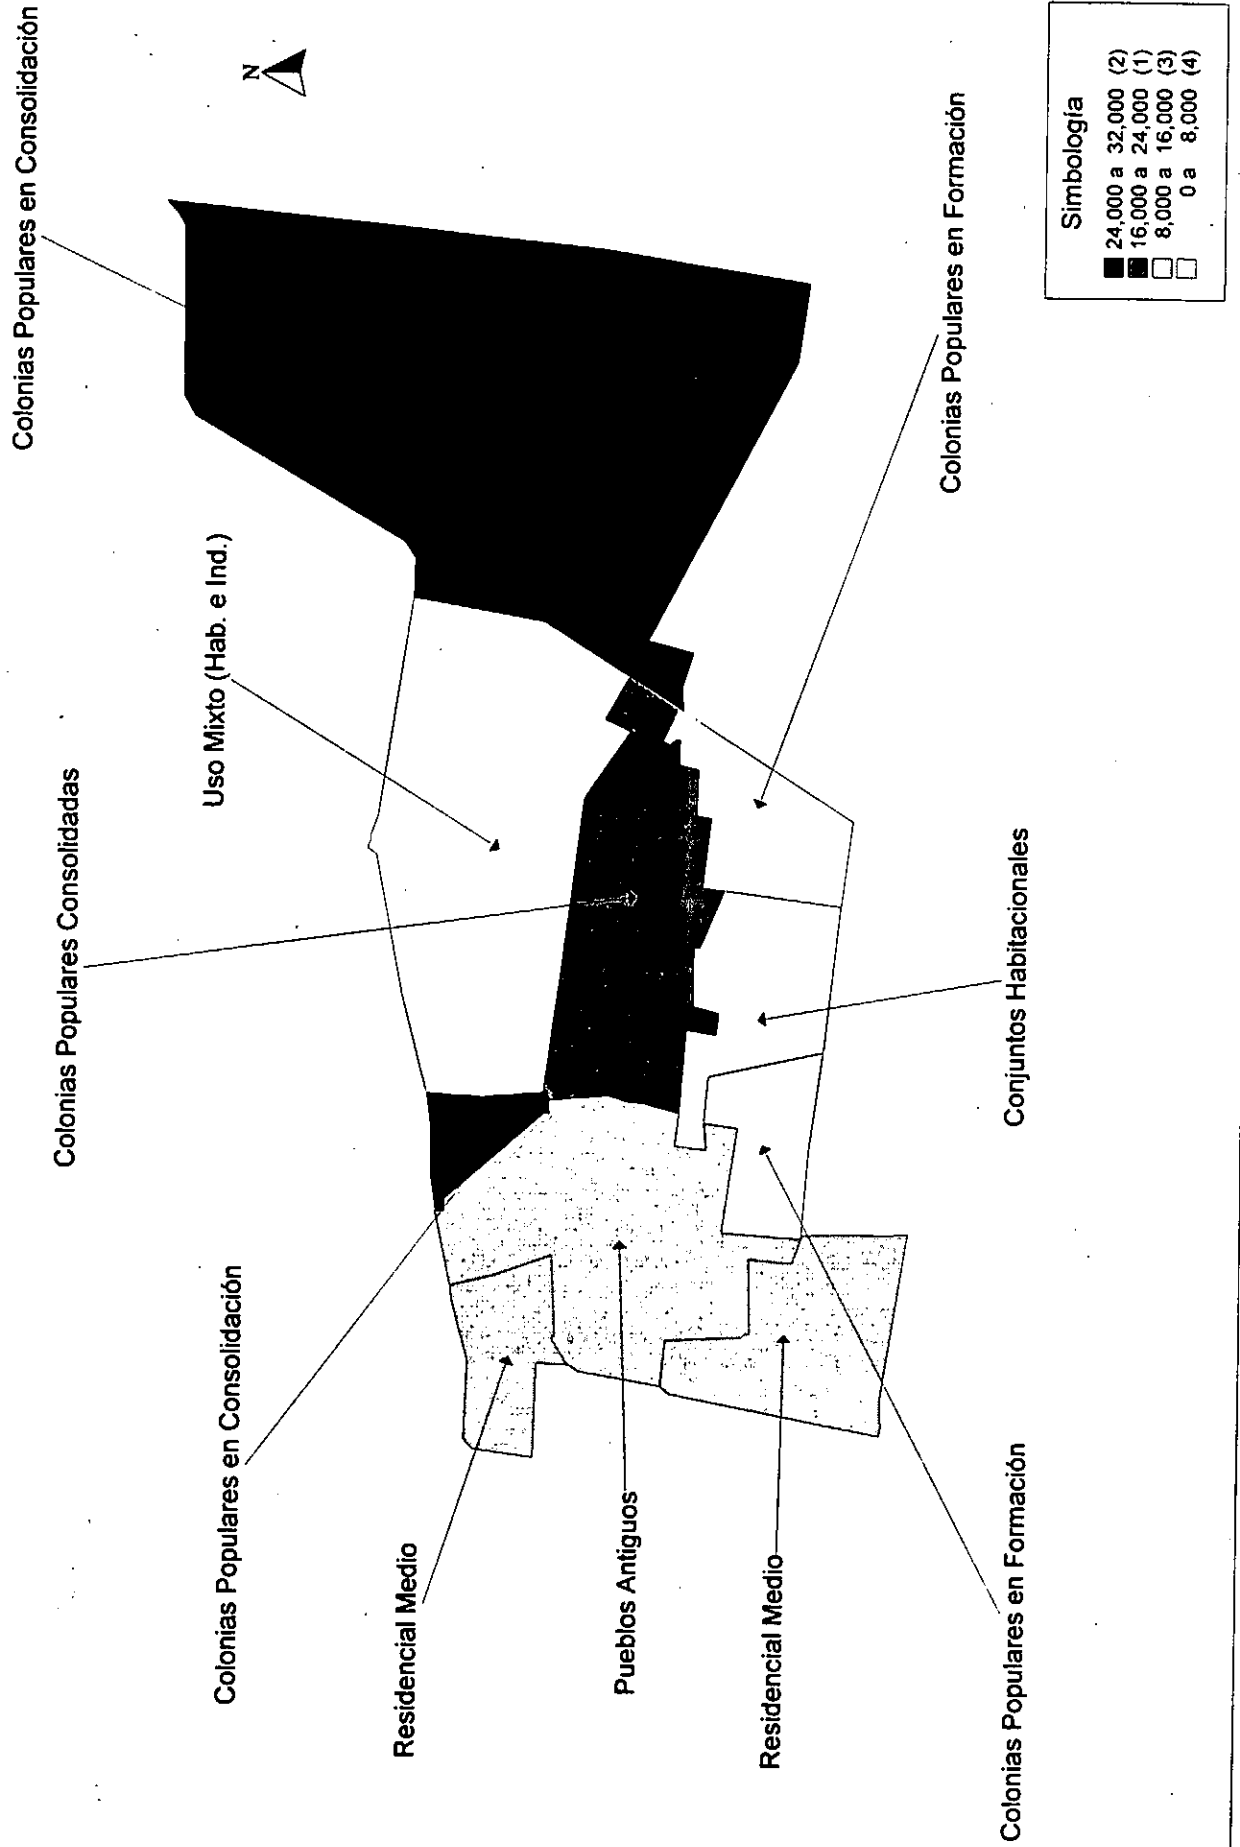 Colonias Populares en Consolidación
N
Uso Mixto (Hab. e Ind.)
Colonias Populares Consolidadas
Colonias Populares en Consolidación
Residencial Medio
Pueblos Antiguos
Residencial Medio
Colonias Populares en Formación
Conjuntos Habitacionales
Colonias Populares en Formación
Simbología
24,000 a 32,000 (2)
16,000 a 24,000 (1)
8,000 a 16,000 (3)
0 a 8,000 (4)